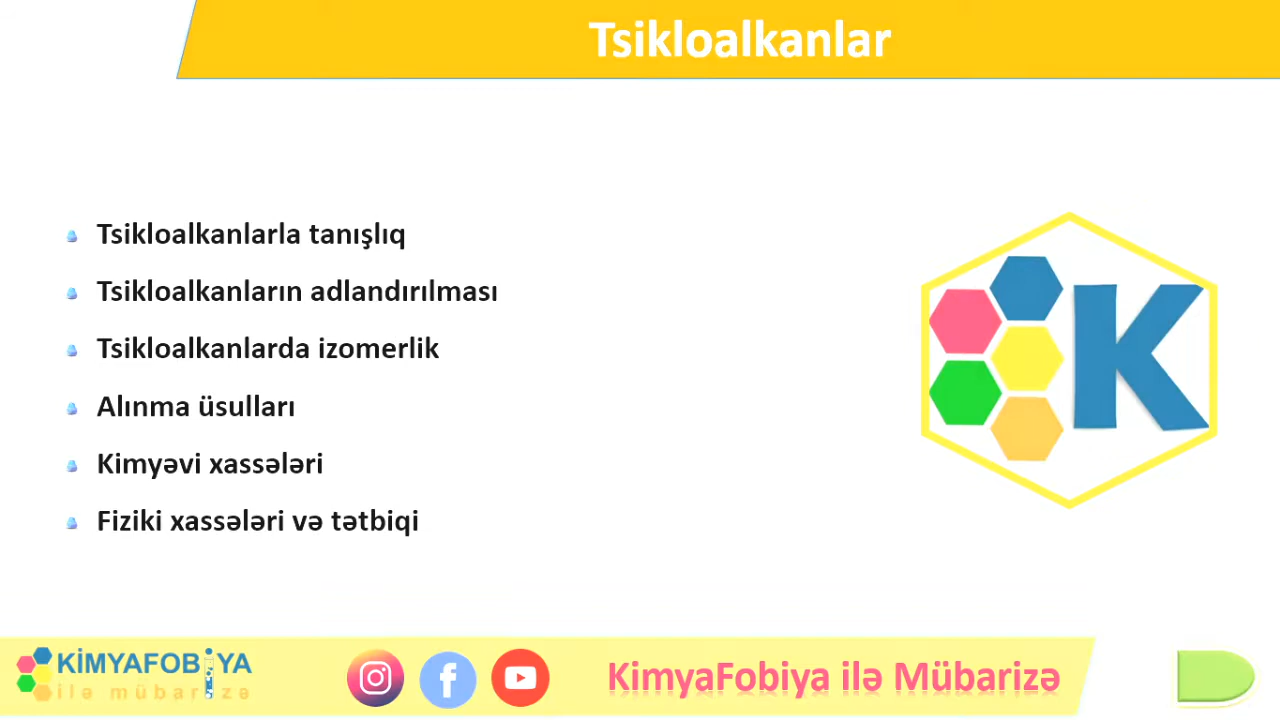 Tsikloalkanlar
Tsikloalkanlarla tanışlıq
Tsikloalkanların adlandırılması
Tsikloalkanlarda izomerlik
Alınma üsulları
Kimyəvi xassələri
Fiziki xassələri və tətbiqi
K
KİMYAFOBİYA
ilə mübarizə
KimyaFobiya ilə Mübarizə